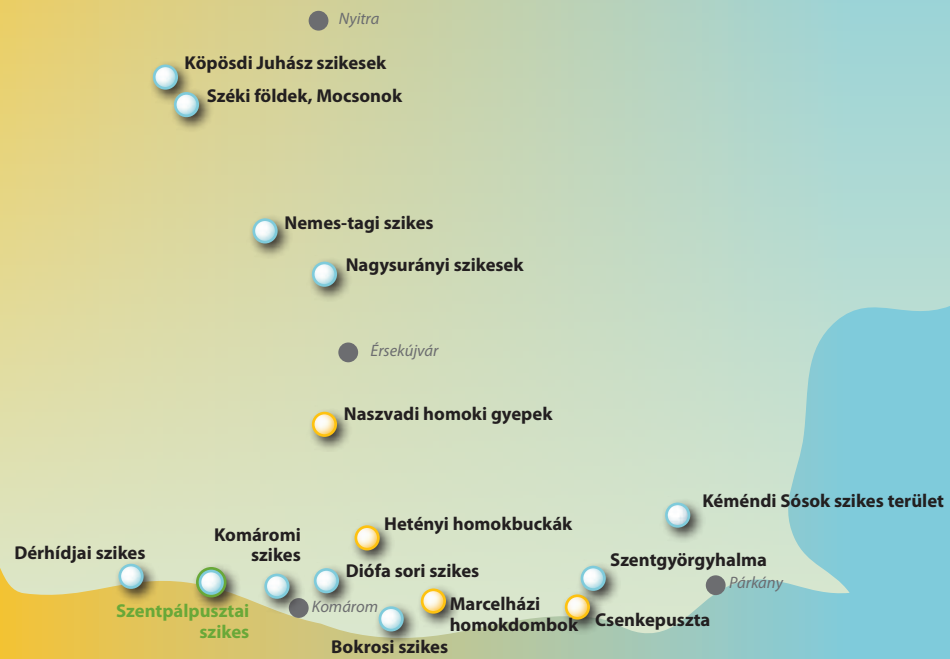 Nyitra
Köpösdi Juhász szikesek
Széki földek, Mocsonok
Nemes-tagi szikes
Nagysurányi szikesek
Érsekújvár
Naszvadi homoki gyepek
Kéméndi Sósok szikes terület
Hetényi homokbuckák
Komáromi
szikes
Dérhídjai szikes
Szentgyörgyhalma
Diófa sori szikes
Párkány
Szentpálpusztai
szikes
Komárom
Marcelházi
homokdombok
Csenkepuszta
Bokrosi szikes